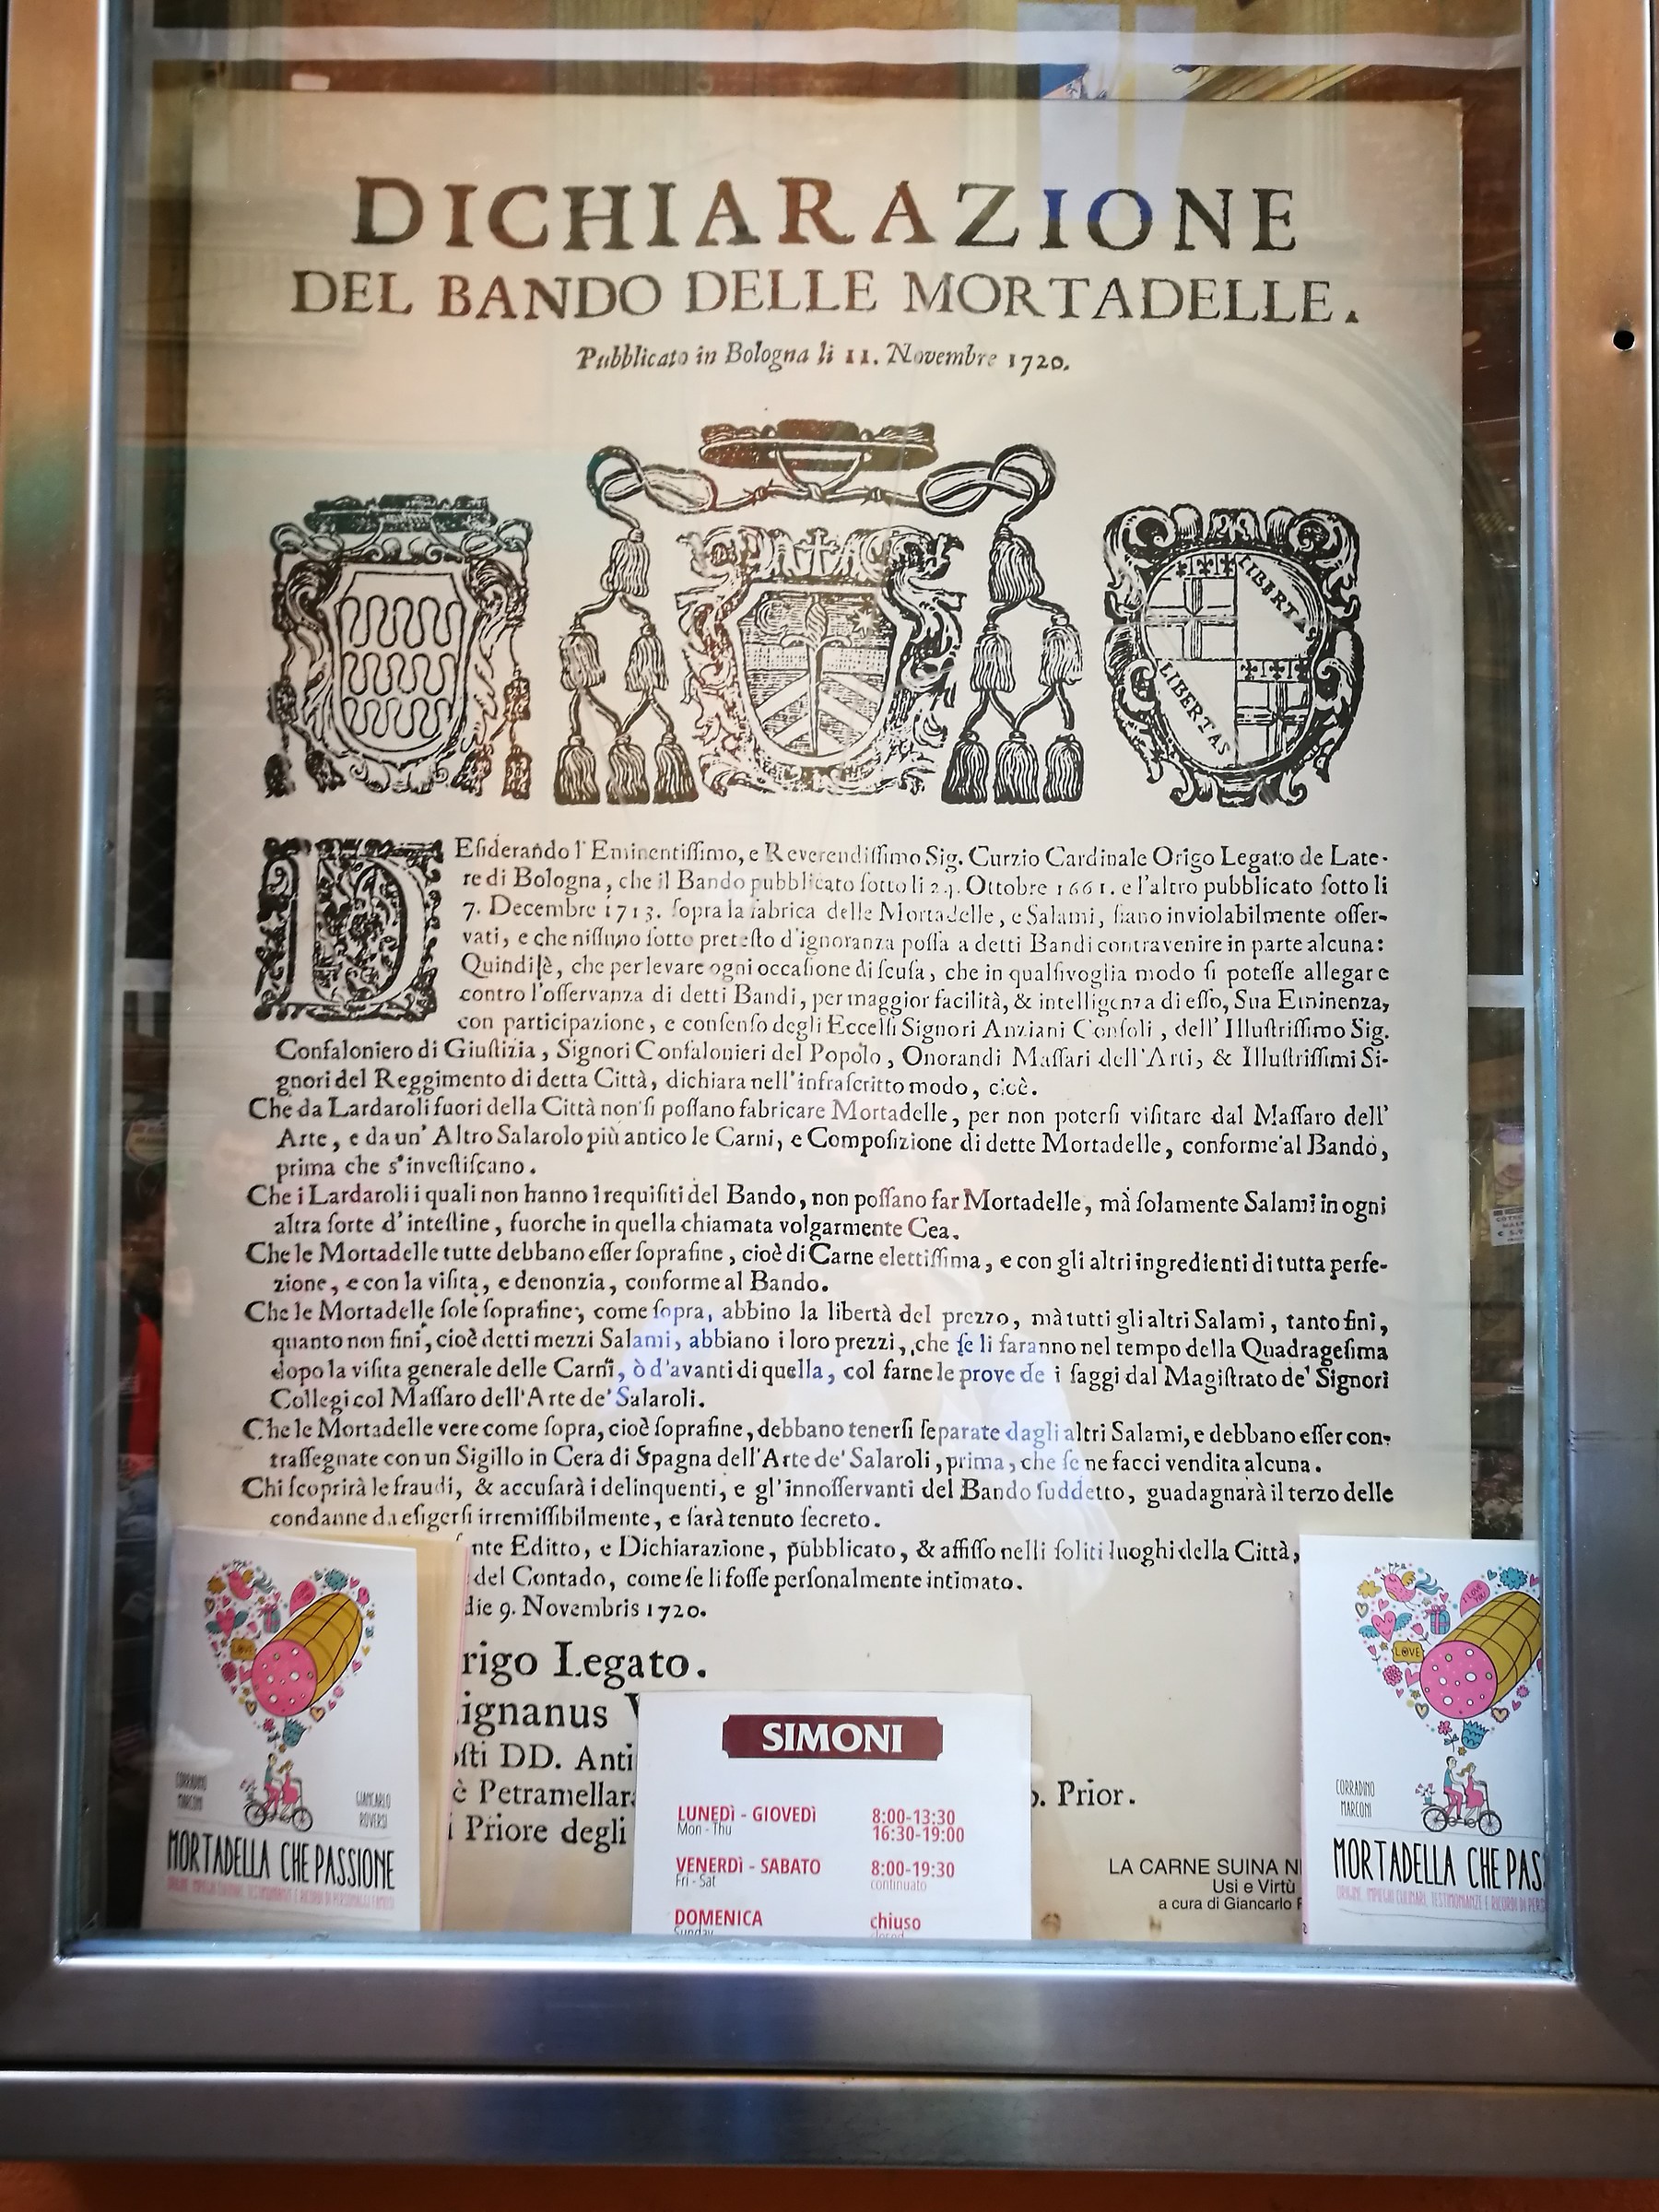 DICHIARAZIONE
DEL BANDO DELLE MORTADELLE.
Pubblicato in Bologna li 11. Novembre 1720.
LIBERTA
LIBERTAS
DEſiderando l'Eminentiſſimo, e Reverendiſſimo Sig. Curzio Cardinale Origo Legato de Late-
re di Bologna, che il Bando pubblicato ſotto li 24. Ottobre 1661. e l'altro pubblicato ſotto li
7. Decembre 1713. ſopra la fabrica delle Mortadelle, e Salami, ſiano inviolabilmente oſſer-
vati, e che niſſuno ſotto preteſto d'ignoranza poſſa a detti Bandi contravenire in parte alcuna:
Quindi è, che per levare ogni occaſione di ſcuſa, che in qualſivoglia modo ſi poteſſe allegare
contro l'oſſervanza di detti Bandi, per maggior facilità, & intelligenza di eſſo, Sua Eminenza,
con participazione, e conſenſo degli Eccelſi Signori Anziani Conſoli, dell' Illuſtriſſimo Sig.
Confaloniero di Giuſtizia, Signori Confalonieri del Popolo, Onorandi Maſſari dell'Arti, & Illuſtriſſimi Si-
gnori del Reggimento di detta Città, dichiara nell'infraſcritto modo, cioè.
Che da Lardaroli fuori della Città non ſi poſſano fabricare Mortadelle, per non poterſi viſitare dal Maſſaro dell'
Arte, e da un' Altro Salarolo più antico le Carni, e Compoſizione di dette Mortadelle, conforme al Bando,
prima che s'inveſtiſcano.
Che i Lardaroli i quali non hanno i requiſiti del Bando, non poſſano far Mortadelle, mà ſolamente Salami in ogni
altra ſorte d'inteſtine, fuorche in quella chiamata volgarmente Cea.
Che le Mortadelle tutte debbano eſſer ſoprafine, cioè di Carne elettiſſima, e con gli altri ingredienti di tutta perfe-
zione, e con la viſita, e denonzia, conforme al Bando.
Che le Mortadelle ſole ſoprafine, come ſopra, abbino la libertà del prezzo, mà tutti gli altri Salami, tanto fini,
quanto non fini, cioè detti mezzi Salami, abbiano i loro prezzi, che ſe li faranno nel tempo della Quadrageſima
dopo la viſita generale delle Carni, ò d'avanti di quella, col farne le prove de i ſaggi dal Magiſtrato de' Signori
Collegi col Maſſaro dell'Arte de' Salaroli.
Che le Mortadelle vere come ſopra, cioè ſoprafine, debbano tenerſi ſeparate dagli altri Salami, e debbano eſſer con-
traſſegnate con un Sigillo in Cera di Spagna dell'Arte de' Salaroli, prima, che ſe ne facci vendita alcuna.
Chi ſcoprirà le fraudi, & accuſarà i delinquenti, e gl'innoſſervanti del Bando ſuddetto, guadagnarà il terzo delle
condanne da eſigerſi irremiſſibilmente, e ſarà tenuto ſecreto.
nte Editto, e Dichiarazione, pubblicato, & affiſſo nelli ſoliti luoghi della Città,
del Contado, come ſe li foſſe perſonalmente intimato.
die 9. Novembris 1720.
rigo Legato.
ignanus
ſti DD. Anti
è Petramellar
. Prior.
i Priore degli
LA CARNE SUINA N
Usi e Virtù
a cura di Giancarlo
LOVE
CORRADINO
MARCONI
GIANCARLO
ROVERSI
MORTADELLA CHE PASSIONE
ORIGINE, IMPIEGHI CULINARI, TESTIMONIANZE E RICORDI DI PERSONAGGI FAMOSI
SIMONI
LUNEDÌ - GIOVEDÌ 8:00-13:30
Mon - Thu 16:30-19:00
VENERDÌ - SABATO 8:00-19:30
Fri - Sat continuato
DOMENICA chiuso
Sunday closed
I LOVE YOU
LOVE
CORRADINO
MARCONI
MORTADELLA CHE PAS